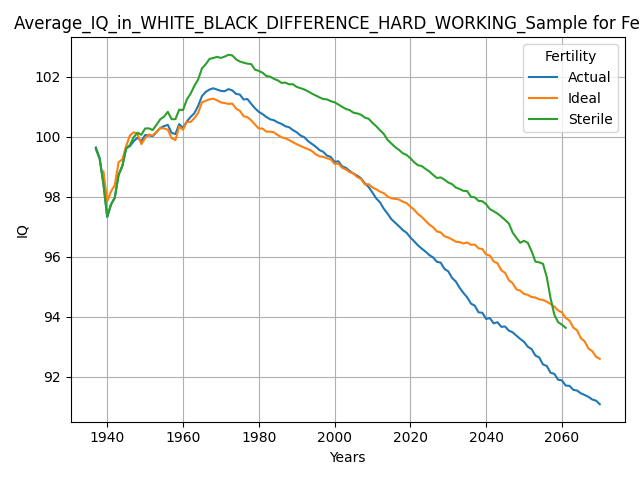 Average_IQ_in_WHITE_BLACK_DIFFERENCE_HARD_WORKING_Sample for Fe
Fertility
Actual
Ideal
Sterile
IQ
102
100
98
96
94
92
1940 1960 1980 2000 2020 2040 2060
Years